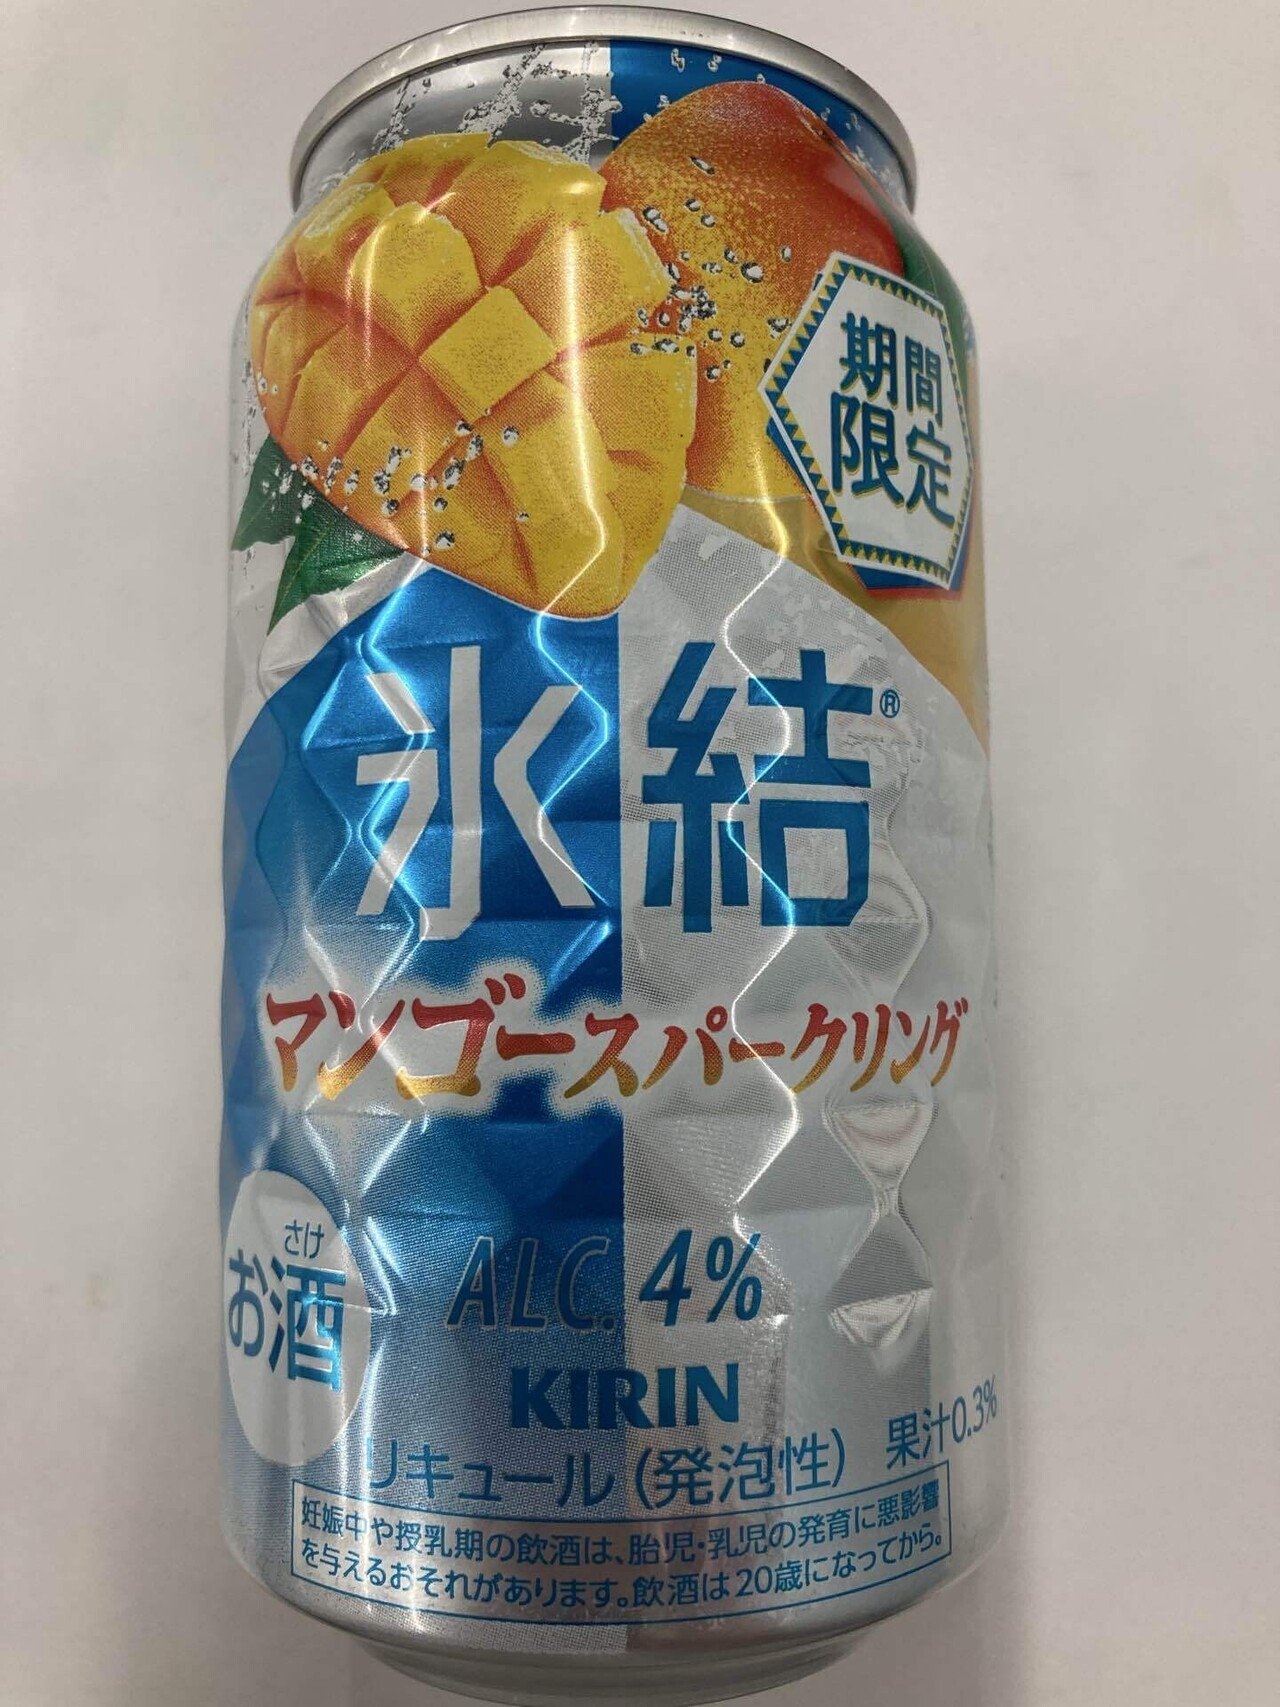 期間
限定
氷結®
マンゴースパークリング
さけ
お酒
ALC. 4%
KIRIN
リキュール(発泡性) 果汁0.3%
妊娠中や授乳期の飲酒は、胎児・乳児の発育に悪影響
を与えるおそれがあります。飲酒は20歳になってから。